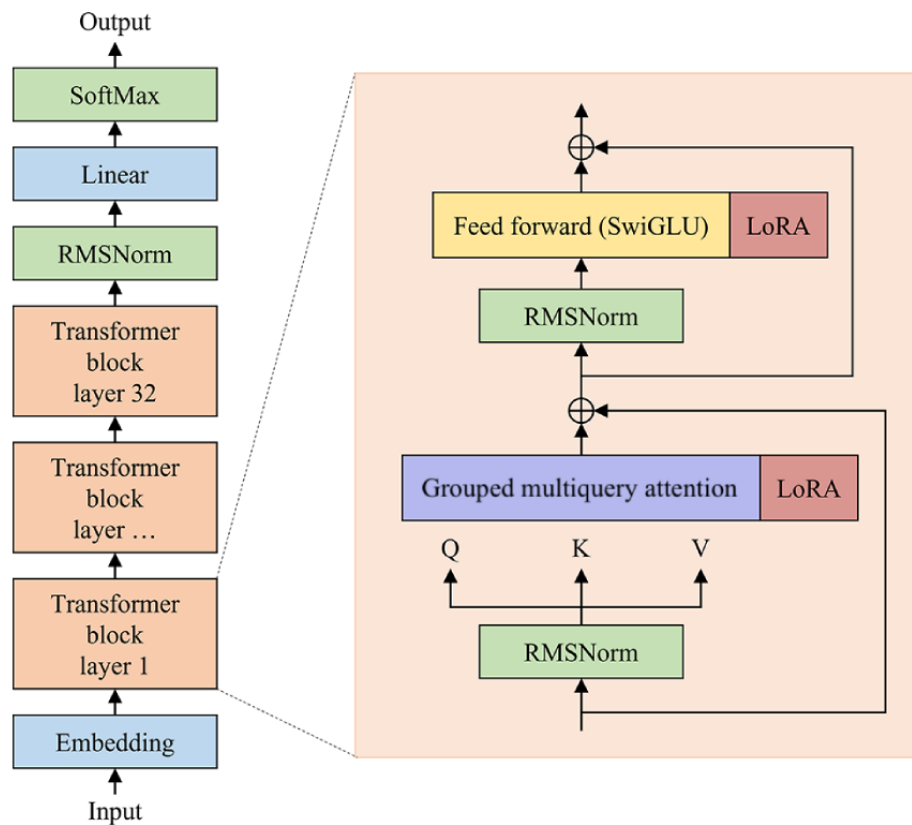 Output
SoftMax
Linear
RMSNorm
Transformer
block
layer 32
Transformer
block
layer ...
Transformer
block
layer 1
Embedding
Input
Feed forward (SwiGLU)
LoRA
RMSNorm
Grouped multiquery attention
LoRA
Q
K
V
RMSNorm